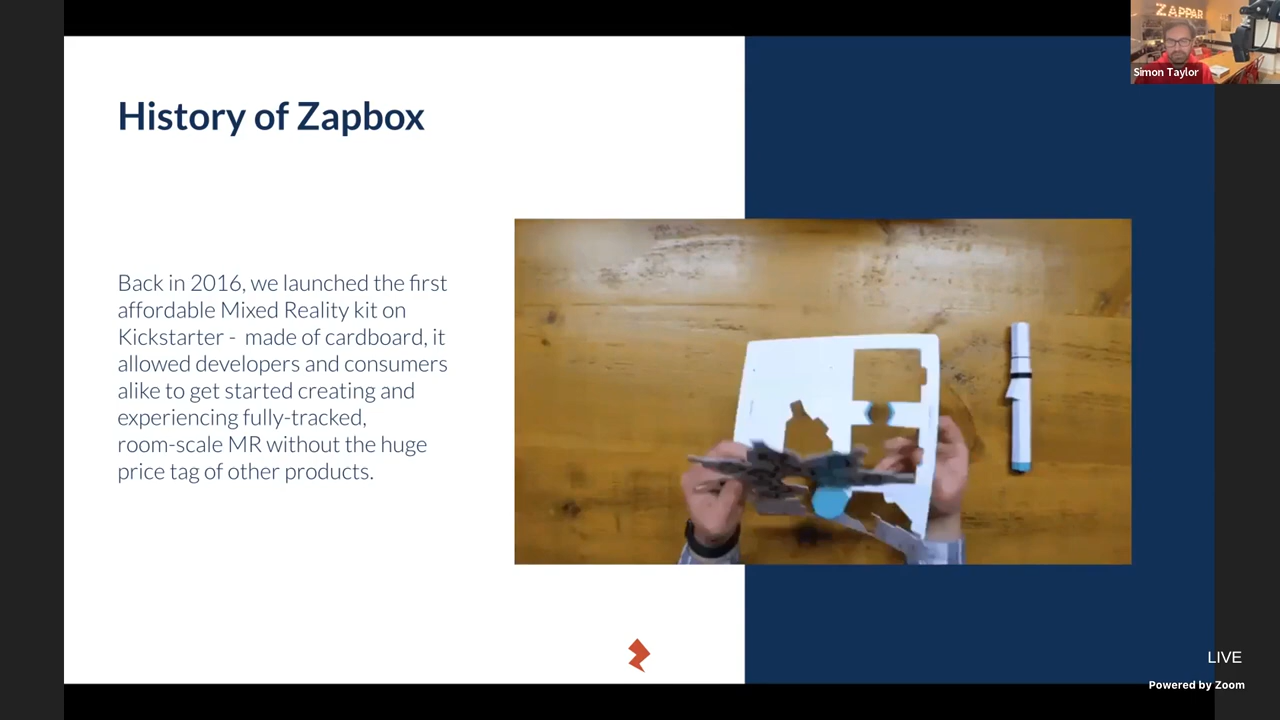 ZAPPAR
Simon Taylor
History of Zapbox
Back in 2016, we launched the first
affordable Mixed Reality kit on
Kickstarter - made of cardboard, it
allowed developers and consumers
alike to get started creating and
experiencing fully-tracked,
room-scale MR without the huge
price tag of other products.
LIVE
Powered by Zoom